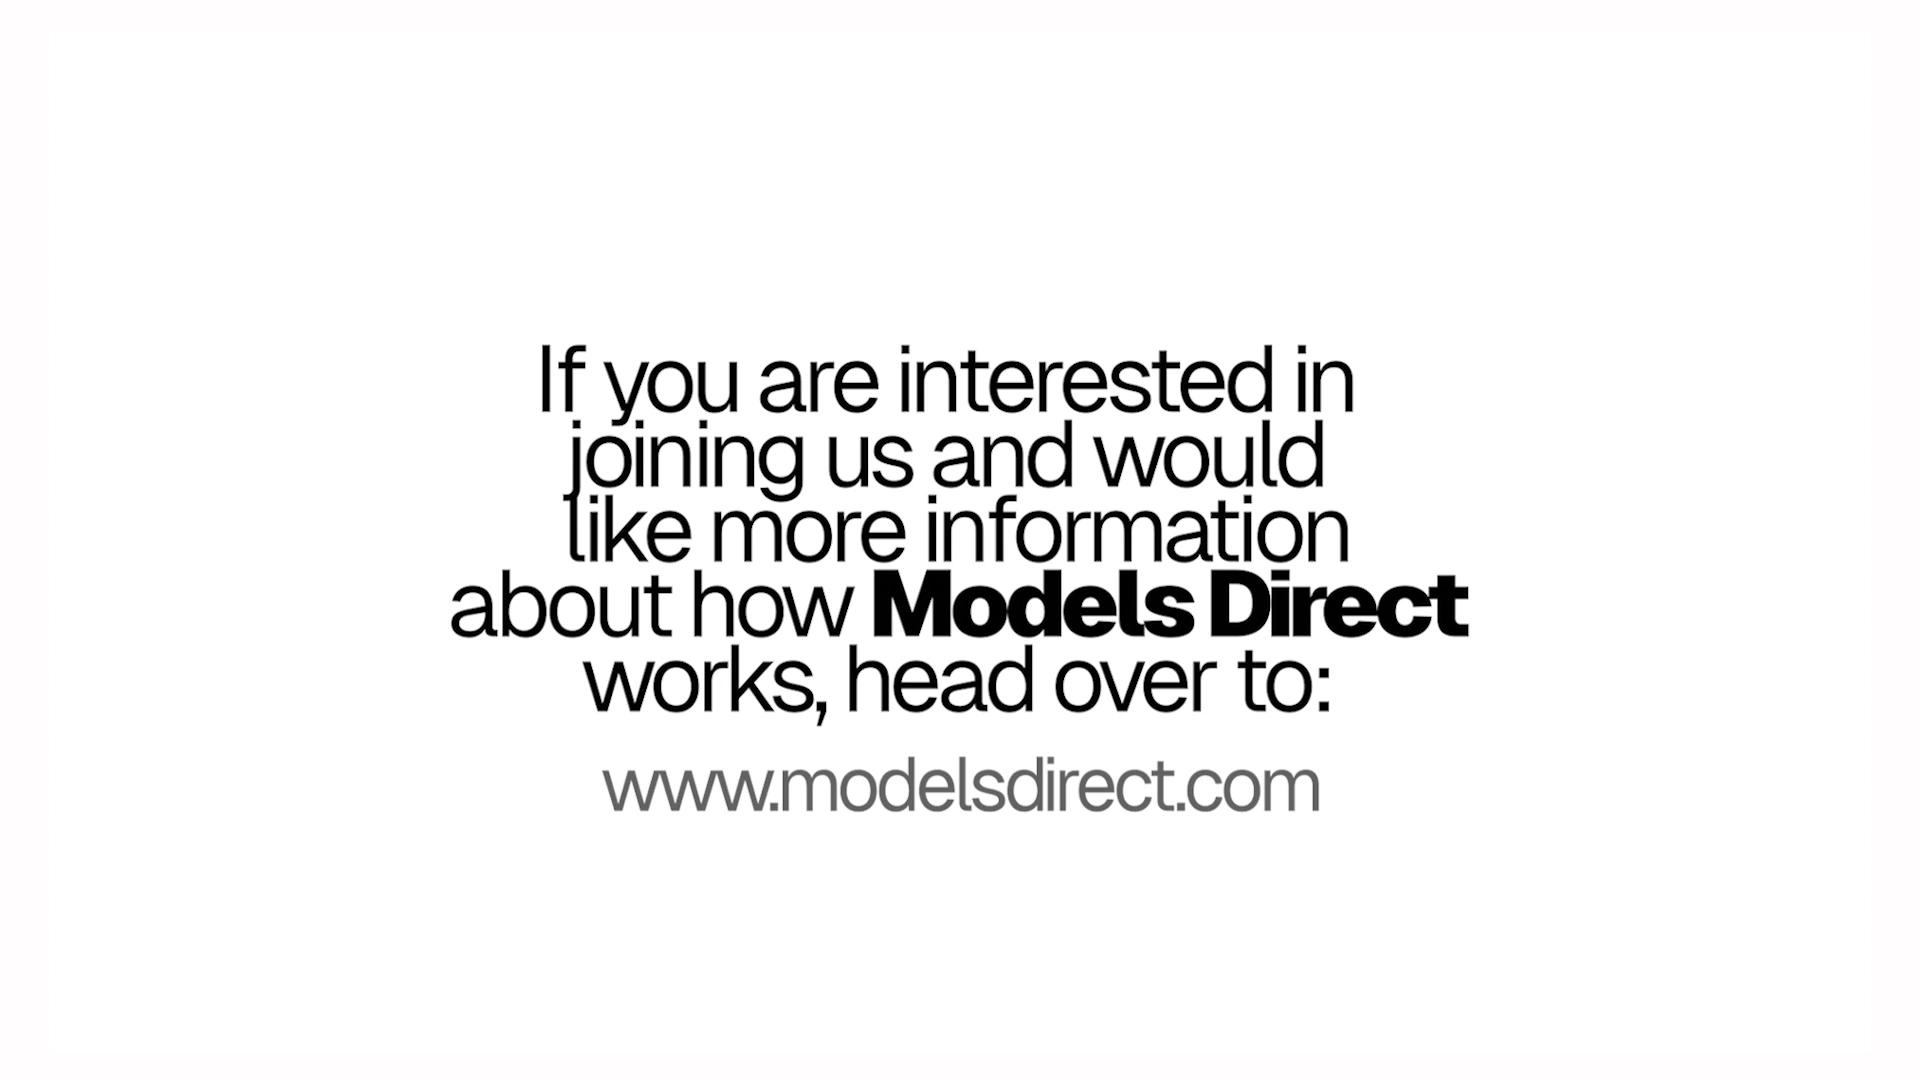 If you are interested in
joining us and would
like more information
about how Models Direct
works, head over to:
www.modelsdirect.com